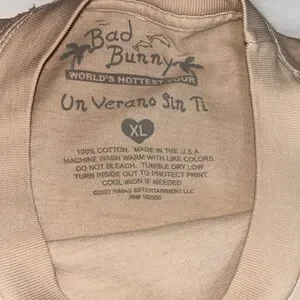 Bad
Bunny
WORLD'S HOTTEST TOUR
Un Verano Sin Ti
XL
100% COTTON. MADE IN THE U.S.A.
MACHINE WASH WARM WITH LIKE COLORS.
DO NOT BLEACH. TUMBLE DRY LOW
TURN INSIDE OUT TO PROTECT PRINT.
COOL IRON IF NEEDED
©2022 RIMAS ENTERTAINMENT LLC.
RN#